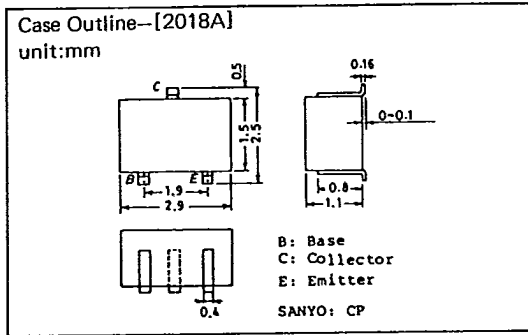 Case Outline—[2018A]
unit:mm
C
0.5
1.5
2.5
B
E
1.9
2.9
0.16
0~0.1
0.8
1.1
0.4
B: Base
C: Collector
E: Emitter
SANYO: CP